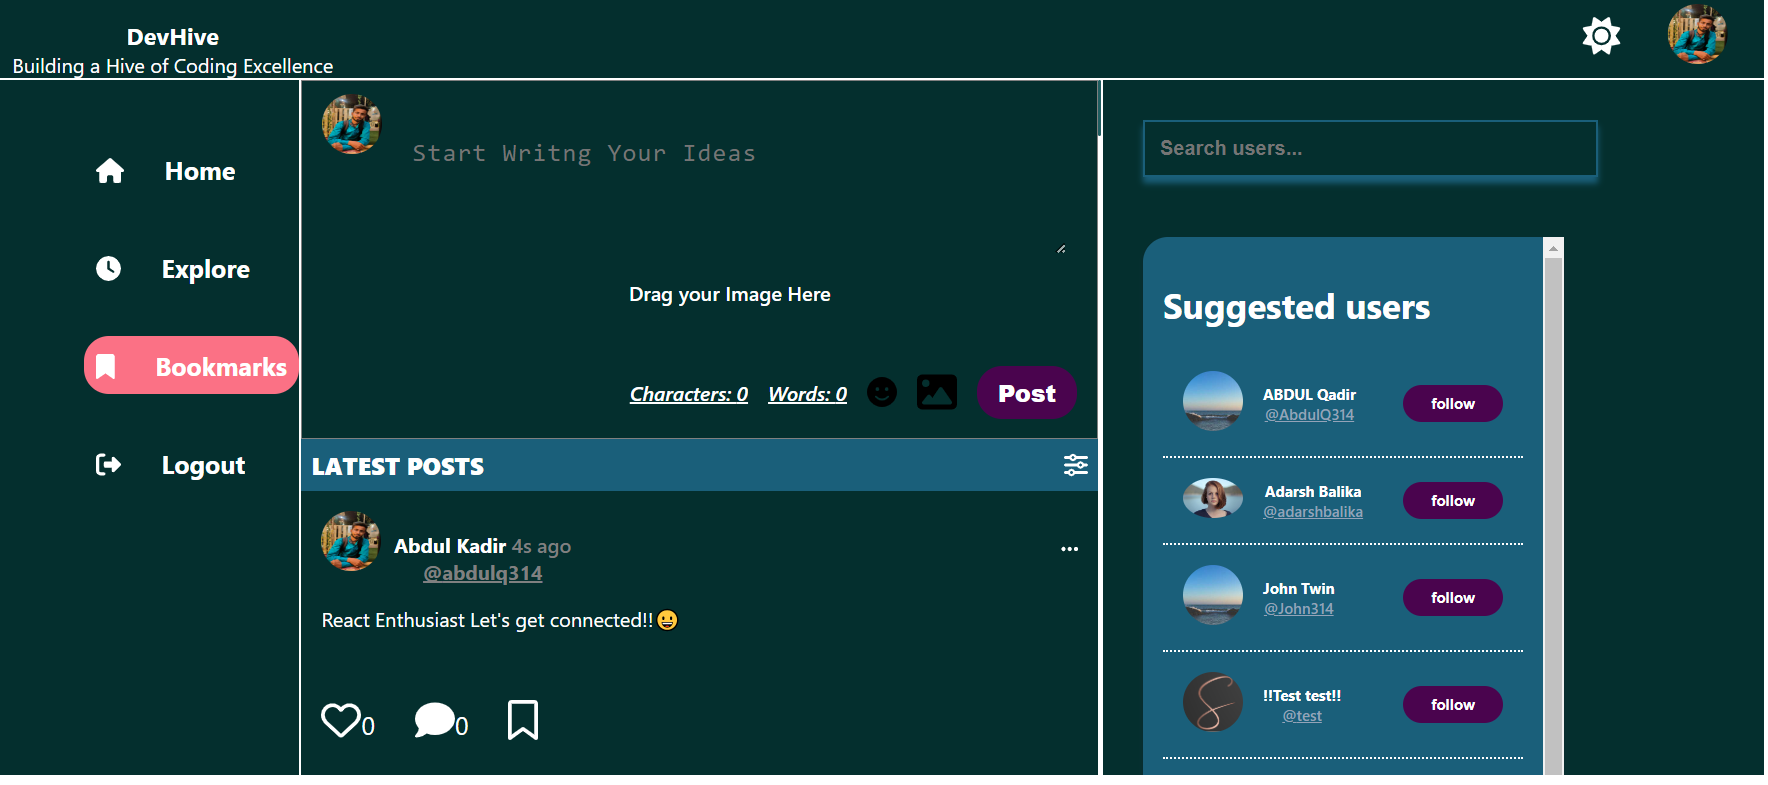 DevHive
Building a Hive of Coding Excellence
Home
Explore
Bookmarks
Logout
Start Writng Your Ideas
Drag your Image Here
Characters: 0 Words: 0 Post
LATEST POSTS
Abdul Kadir 4s ago
@abdulq314
React Enthusiast Let's get connected!!😀
0 0
Search users...
Suggested users
ABDUL Qadir
@AbdulQ314
follow
Adarsh Balika
@adarshbalika
follow
John Twin
@John314
follow
!!Test test!!
@test
follow